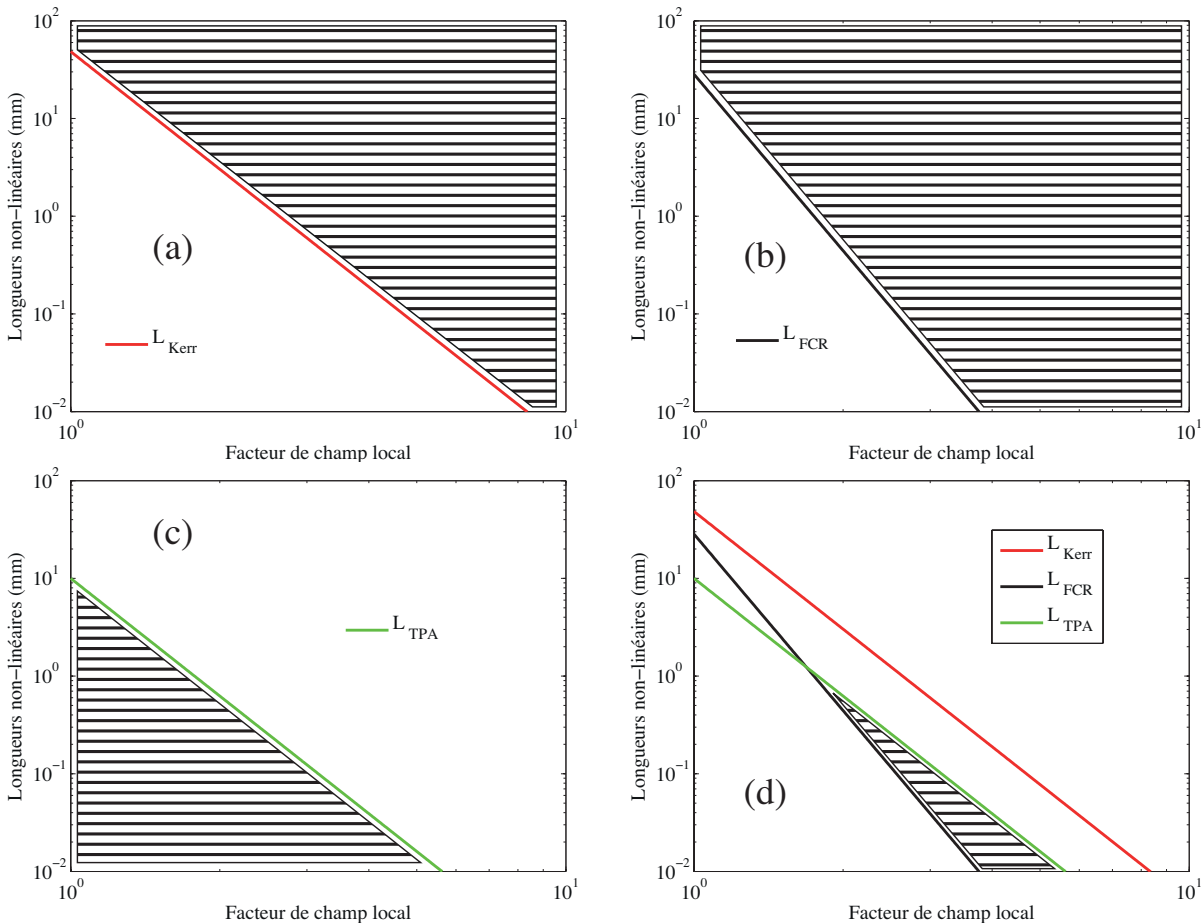 10^2
10^1
10^0
10^-1
10^-2
Longueurs non-linéaires (mm)
(a)
L Kerr
10^0
10^1
Facteur de champ local
10^2
10^1
10^0
10^-1
10^-2
Longueurs non-linéaires (mm)
(b)
L FCR
10^0
10^1
Facteur de champ local
10^2
10^1
10^0
10^-1
10^-2
Longueurs non-linéaires (mm)
(c)
L TPA
10^0
10^1
Facteur de champ local
10^2
10^1
10^0
10^-1
10^-2
Longueurs non-linéaires (mm)
L Kerr
L FCR
L TPA
(d)
10^0
10^1
Facteur de champ local